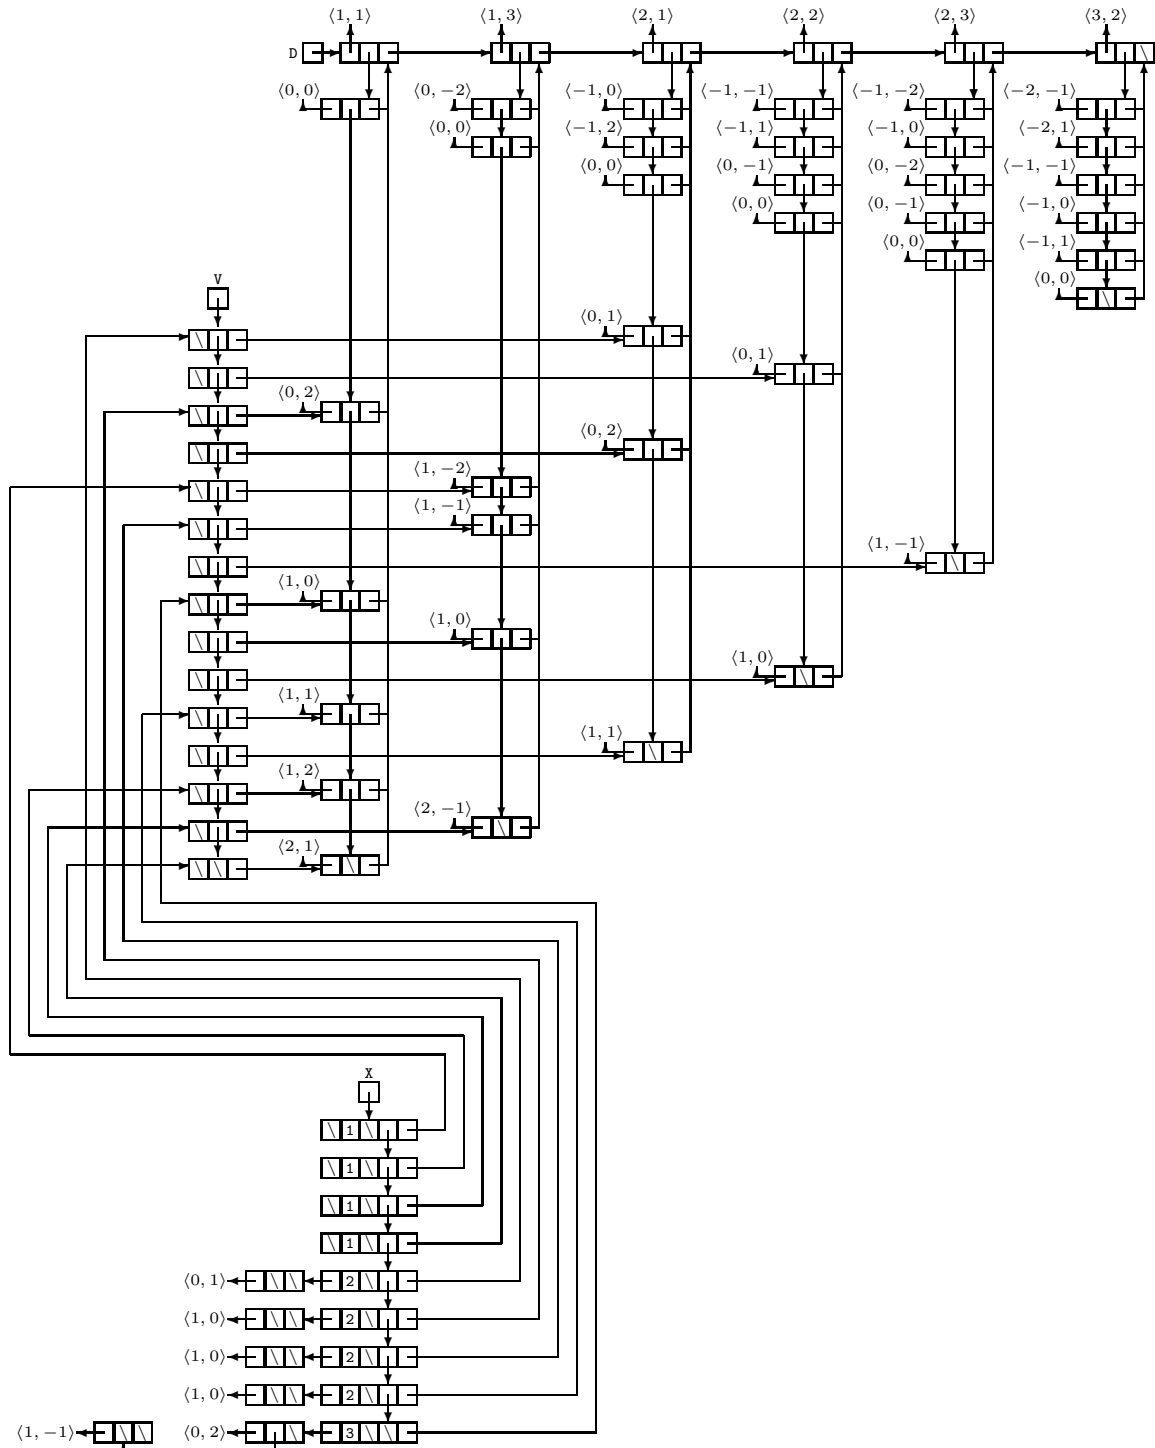 ⟨1, 1⟩ ⟨1, 3⟩ ⟨2, 1⟩ ⟨2, 2⟩ ⟨2, 3⟩ ⟨3, 2⟩
D \
⟨0, 0⟩ ⟨0, −2⟩ ⟨−1, 0⟩ ⟨−1, −1⟩ ⟨−1, −2⟩ ⟨−2, −1⟩
⟨0, 0⟩ ⟨−1, 2⟩ ⟨−1, 1⟩ ⟨−1, 0⟩ ⟨−2, 1⟩
⟨0, 0⟩ ⟨0, −1⟩ ⟨0, −2⟩ ⟨−1, −1⟩
⟨0, 0⟩ ⟨0, −1⟩ ⟨−1, 0⟩
⟨0, 0⟩ ⟨−1, 1⟩
⟨0, 0⟩
\
V
⟨0, 1⟩
\
⟨0, 1⟩
\
⟨0, 2⟩
\
⟨0, 2⟩
\
⟨1, −2⟩
\
⟨1, −1⟩
\
⟨1, −1⟩
\ \
⟨1, 0⟩
\
⟨1, 0⟩
\
⟨1, 0⟩
\ \
⟨1, 1⟩
\
⟨1, 1⟩
\ \
⟨1, 2⟩
\
⟨2, −1⟩
\ \
⟨2, 1⟩
\ \ \
X
\ 1 \
\ 1 \
\ 1 \
\ 1 \
⟨0, 1⟩ \ \ 2 \
⟨1, 0⟩ \ \ 2 \
⟨1, 0⟩ \ \ 2 \
⟨1, 0⟩ \ \ 2 \
⟨1, −1⟩ \ \ ⟨0, 2⟩ \ 3 \ \